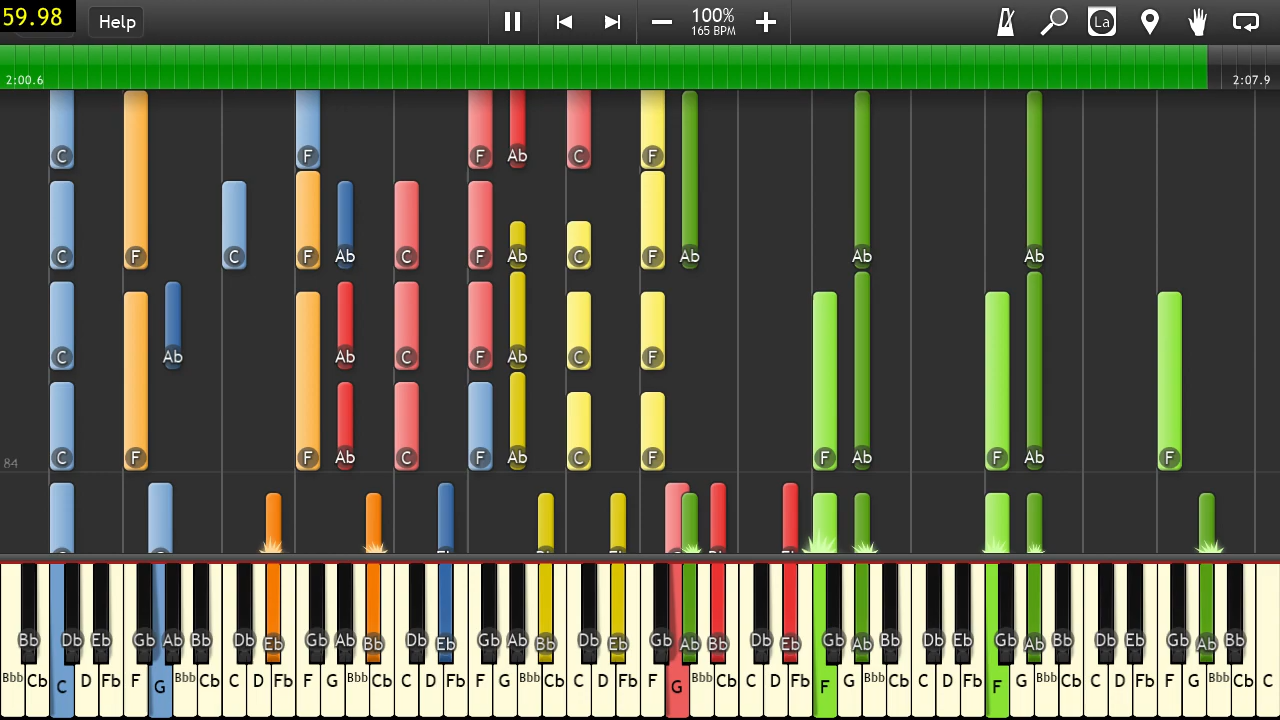 59.98 Help 100% La
165 BPM
2:00.6 2:07.9
C F F Ab C F
C F C F Ab C F Ab C F Ab Ab Ab
C F Ab F Ab C F Ab C F
C F F Ab C F Ab C F F Ab F Ab F
84
Bb Db Eb Gb Ab Bb Db Eb Gb Ab Bb Db Eb Gb Ab Bb Db Eb Gb Ab Bb Db Eb Gb Ab Bb Db Eb Gb Ab Bb Db Eb Gb Ab Bb
Bbb Cb C D Fb F G Bbb Cb C D Fb F G Bbb Cb C D Fb F G Bbb Cb C D Fb F G Bbb Cb C D Fb F G Bbb Cb C D Fb F G Bbb Cb C D Fb F G Bbb Cb C